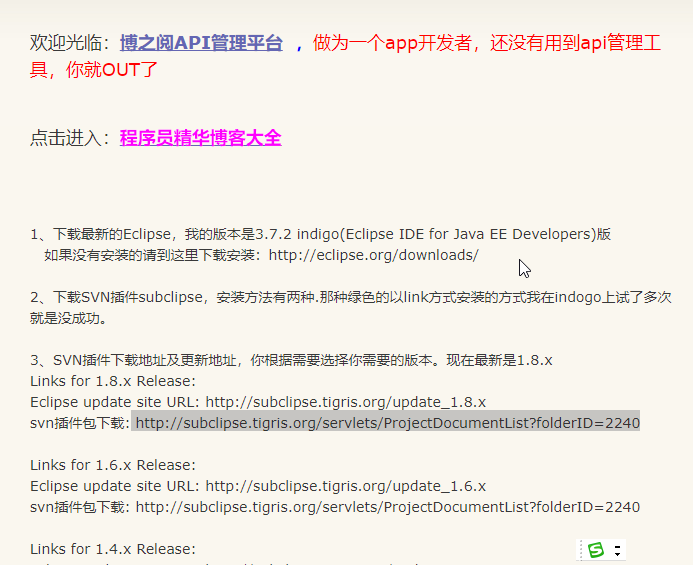 欢迎光临：博之阅API管理平台 ，做为一个app开发者，还没有用到api管理工
具，你就OUT了
点击进入：程序员精华博客大全
1、下载最新的Eclipse，我的版本是3.7.2 indigo(Eclipse IDE for Java EE Developers)版
如果没有安装的请到这里下载安装：http://eclipse.org/downloads/
2、下载SVN插件subclipse，安装方法有两种.那种绿色的以link方式安装的方式我在indogo上试了多次
就是没成功。
3、SVN插件下载地址及更新地址，你根据需要选择你需要的版本。现在最新是1.8.x
Links for 1.8.x Release:
Eclipse update site URL: http://subclipse.tigris.org/update_1.8.x
svn插件包下载: http://subclipse.tigris.org/servlets/ProjectDocumentList?folderID=2240
Links for 1.6.x Release:
Eclipse update site URL: http://subclipse.tigris.org/update_1.6.x
svn插件包下载: http://subclipse.tigris.org/servlets/ProjectDocumentList?folderID=2240
Links for 1.4.x Release: